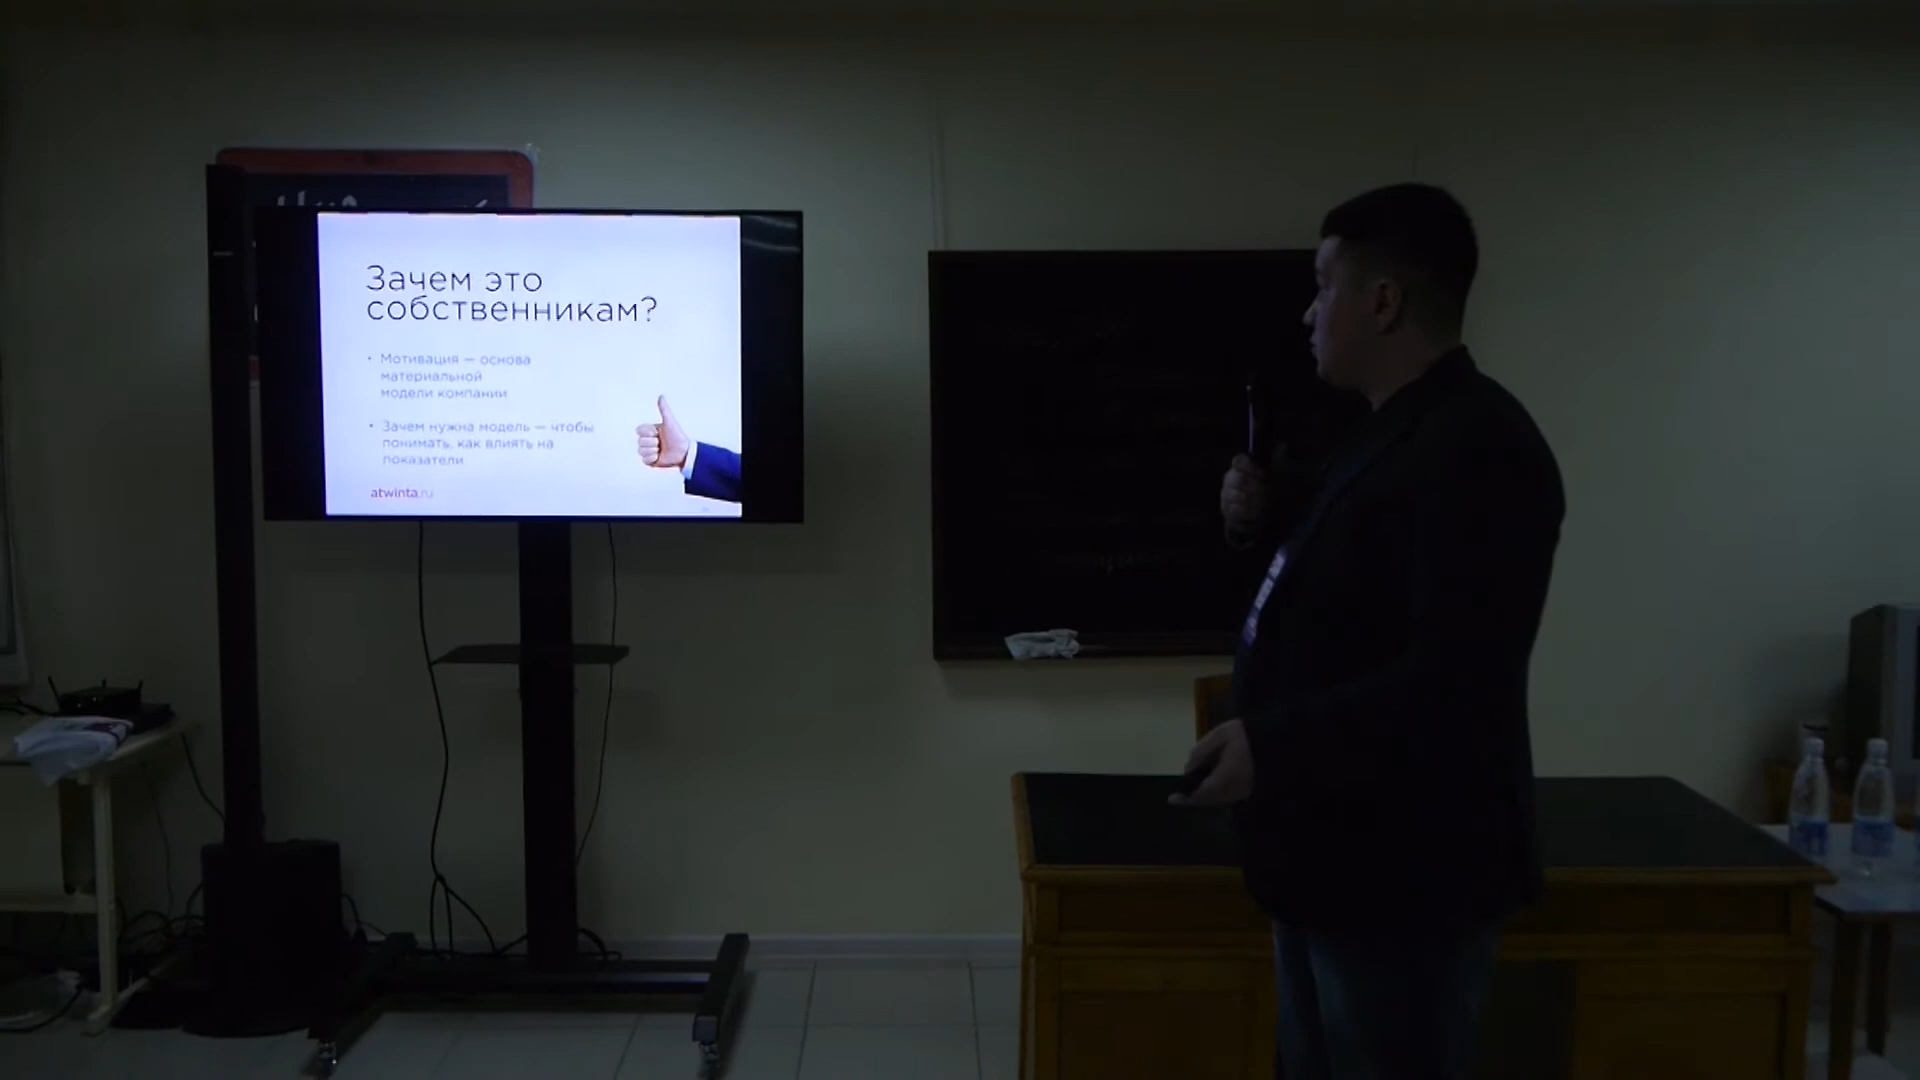 Зачем это
собственникам?
• Мотивация — основа
материальной
модели компании
• Зачем нужна модель — чтобы
понимать, как влиять на
показатели
atwinta.ru